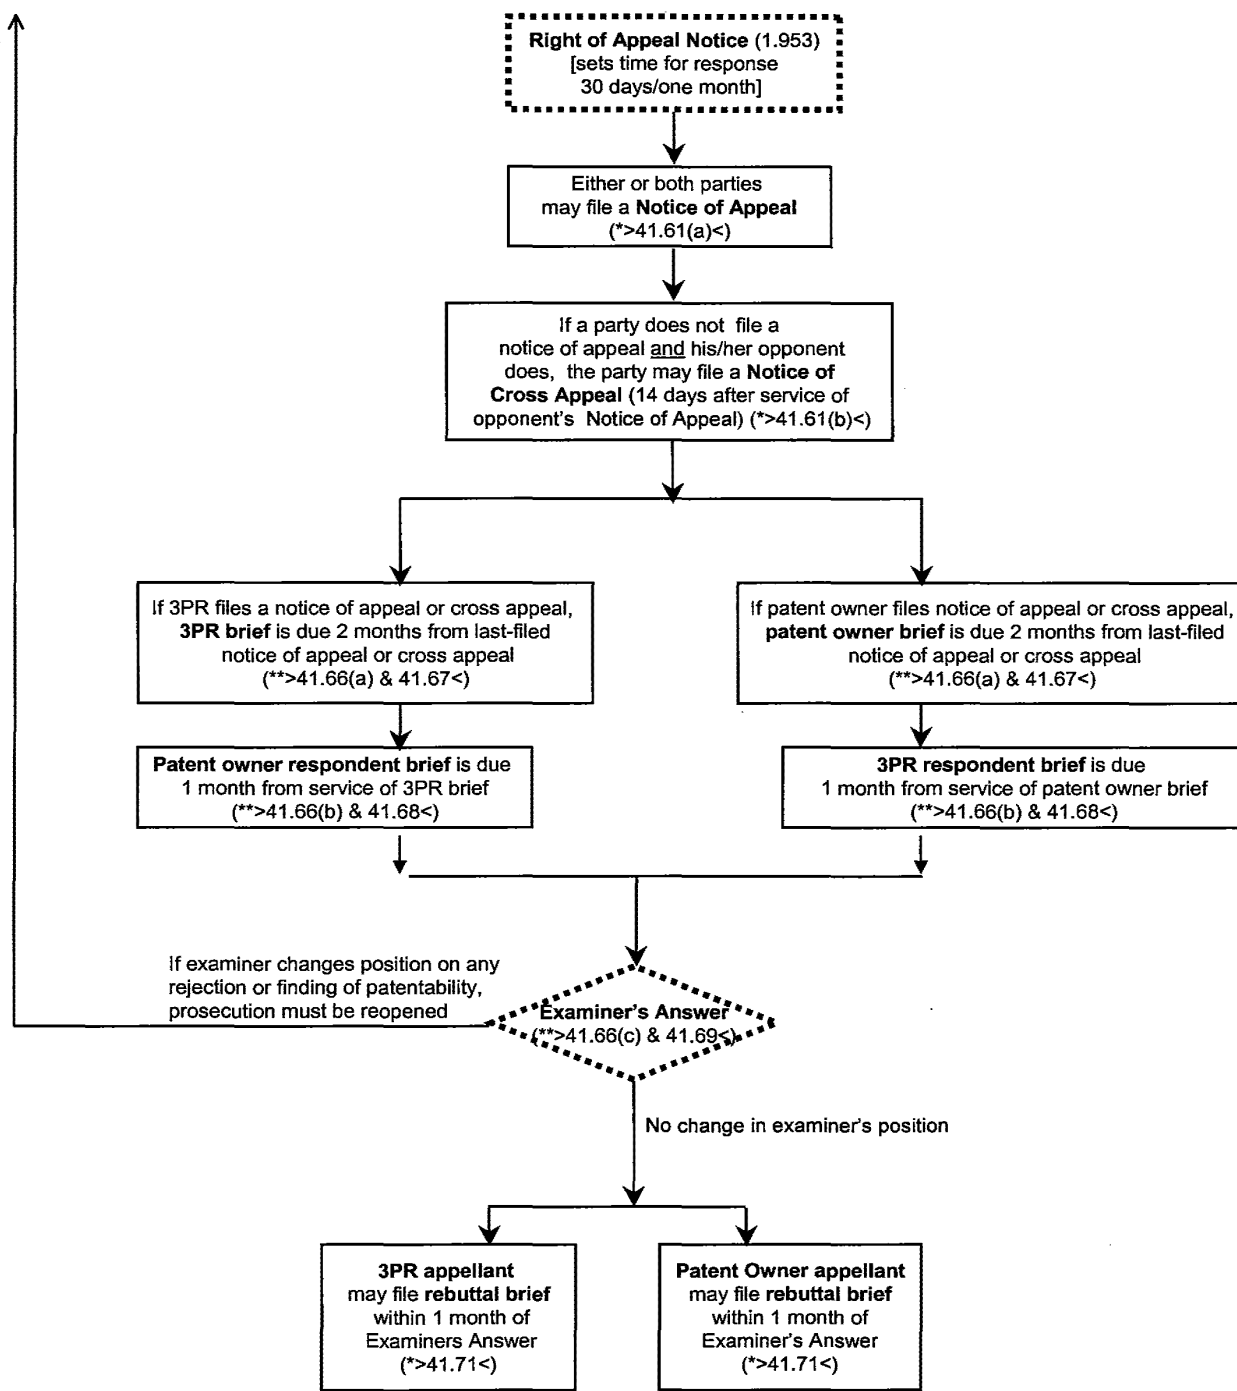 Right of Appeal Notice (1.953)
[sets time for response
30 days/one month]
Either or both parties
may file a Notice of Appeal
(*>41.61(a)<)
If a party does not file a
notice of appeal and his/her opponent
does, the party may file a Notice of
Cross Appeal (14 days after service of
opponent's Notice of Appeal) (*>41.61(b)<)
If 3PR files a notice of appeal or cross appeal,
3PR brief is due 2 months from last-filed
notice of appeal or cross appeal
(**>41.66(a) & 41.67<)
If patent owner files notice of appeal or cross appeal,
patent owner brief is due 2 months from last-filed
notice of appeal or cross appeal
(**>41.66(a) & 41.67<)
Patent owner respondent brief is due
1 month from service of 3PR brief
(**>41.66(b) & 41.68<)
3PR respondent brief is due
1 month from service of patent owner brief
(**>41.66(b) & 41.68<)
If examiner changes position on any
rejection or finding of patentability,
prosecution must be reopened
Examiner's Answer
(**>41.66(c) & 41.69<)
No change in examiner's position
3PR appellant
may file rebuttal brief
within 1 month of
Examiners Answer
(*>41.71<)
Patent Owner appellant
may file rebuttal brief
within 1 month of
Examiner's Answer
(*>41.71<)